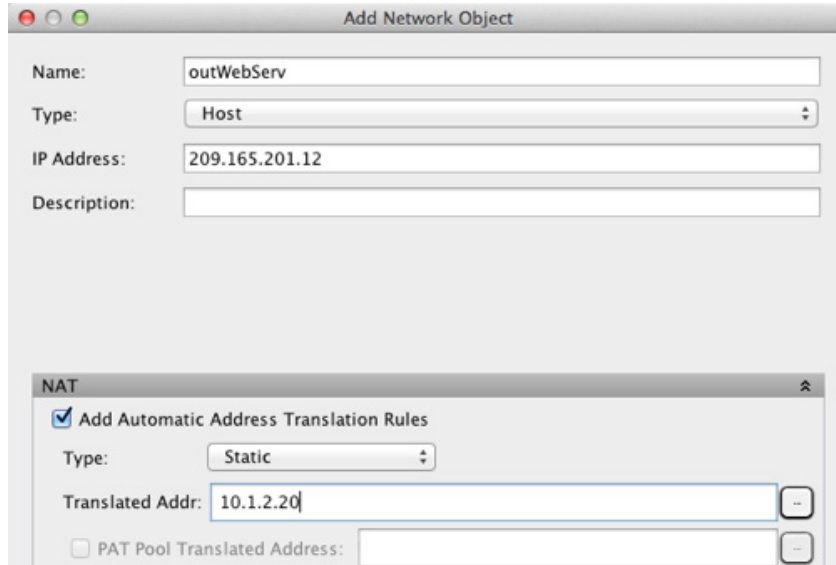 Add Network Object
Name: outWebServ
Type: Host
IP Address: 209.165.201.12
Description:
NAT
Add Automatic Address Translation Rules
Type: Static
Translated Addr: 10.1.2.20
PAT Pool Translated Address: